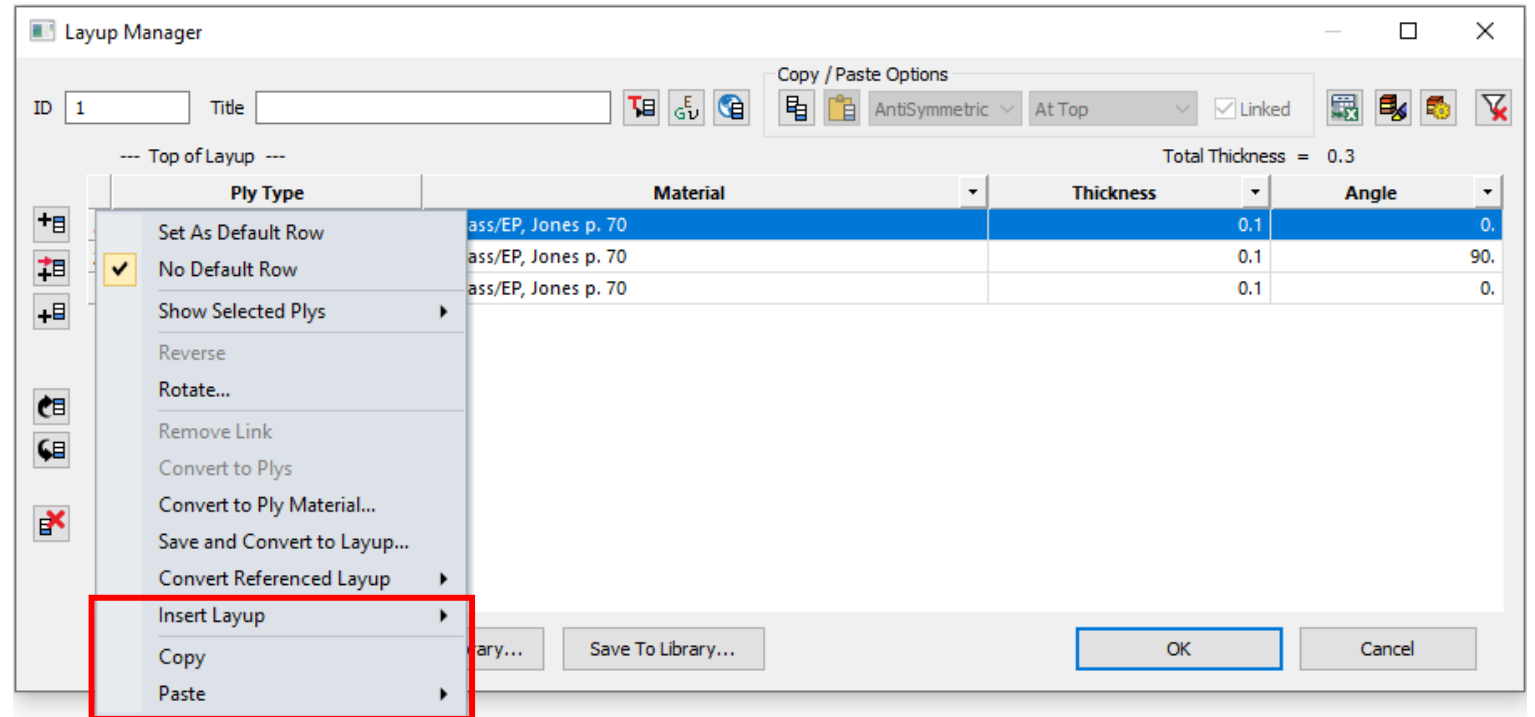 Layup Manager
Copy / Paste Options
ID 1 Title AntiSymmetric At Top Linked
--- Top of Layup --- Total Thickness = 0.3
Ply Type Material Thickness Angle
ass/EP, Jones p. 70 0.1 0.
ass/EP, Jones p. 70 0.1 90.
ass/EP, Jones p. 70 0.1 0.
Set As Default Row
No Default Row
Show Selected Plys
Reverse
Rotate...
Remove Link
Convert to Plys
Convert to Ply Material...
Save and Convert to Layup...
Convert Referenced Layup
Insert Layup
Copy
Paste
rary... Save To Library... OK Cancel